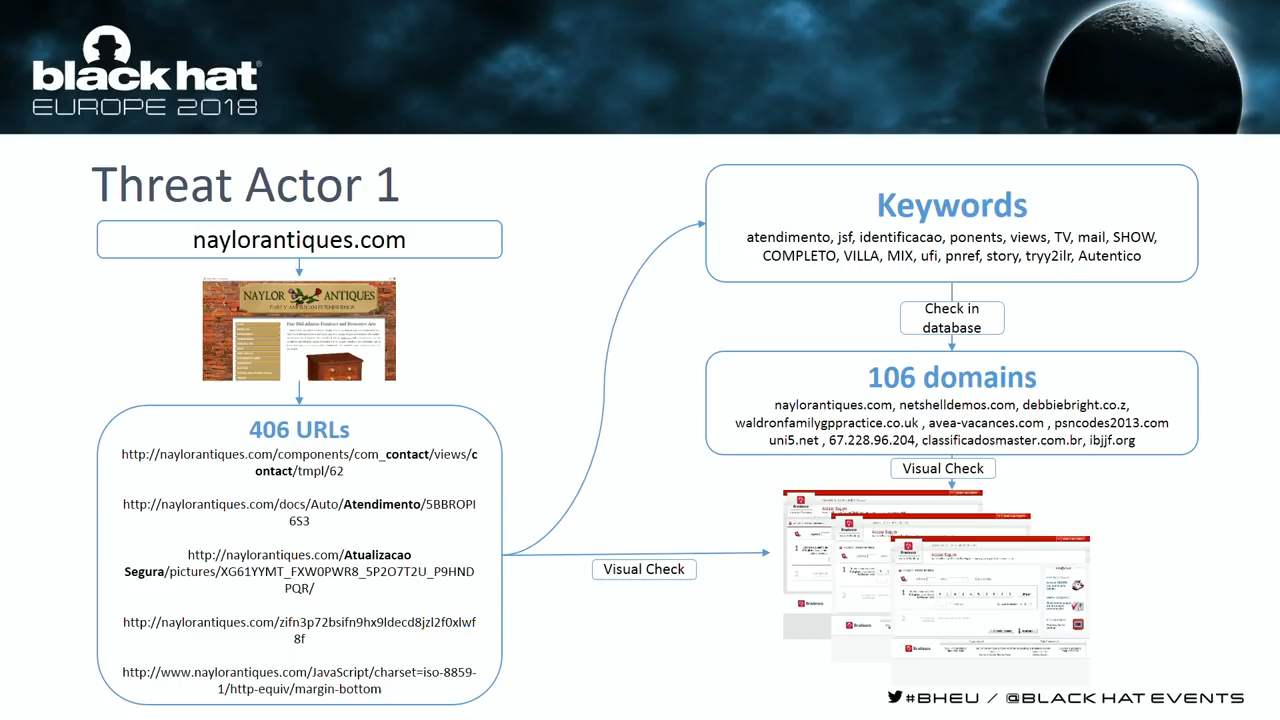 black hat
EUROPE 2018
Threat Actor 1
naylorantiques.com
NAYLOR ANTIQUES
406 URLs
http://naylorantiques.com/components/com_contact/views/c
ontact/tmpl/62
http://naylorantiques.com/docs/Auto/Atendimento/5BBROPI
6S3
http://naylorantiques.com/Atualizacao
Segura/pictures/XG61YYMT_FXW0PWR8_5P2O7T2U_P9HND
PQR/
http://naylorantiques.com/zifn3p72bsifn9hx9ldecd8jzl2f0xlwf
8f
http://www.naylorantiques.com/JavaScript/charset=iso-8859-
1/http-equiv/margin-bottom
Keywords
atendimento, jsf, identificacao, ponents, views, TV, mail, SHOW,
COMPLETO, VILLA, MIX, ufi, pnref, story, tryy2ilr, Autentico
Check in
database
106 domains
naylorantiques.com, netshelldemos.com, debbiebright.co.z,
waldronfamilygppractice.co.uk , avea-vacances.com , psncodes2013.com
uni5.net , 67.228.96.204, classificadosmaster.com.br, ibjjf.org
Visual Check
Visual Check
Bradesco
#BHEU / @BLACK HAT EVENTS